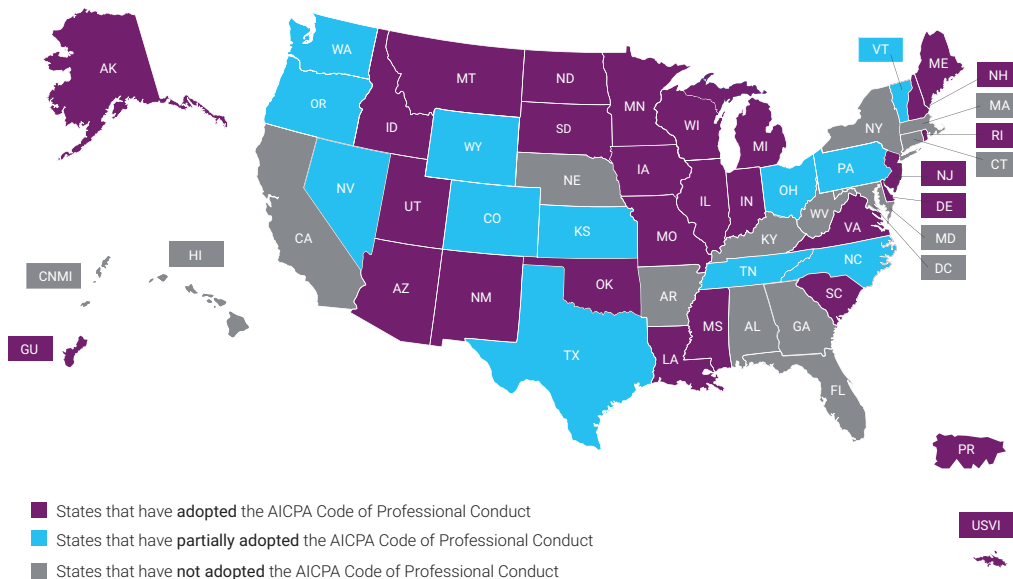 AK
WA
OR
CA
NV
ID
MT
WY
UT
CO
AZ
NM
ND
SD
NE
KS
OK
TX
MN
IA
MO
AR
LA
WI
IL
MI
IN
OH
KY
TN
MS
AL
GA
FL
SC
NC
VA
WV
PA
NY
VT
ME
NH
MA
RI
CT
NJ
DE
MD
DC
HI
CNMI
GU
PR
USVI
States that have adopted the AICPA Code of Professional Conduct
States that have partially adopted the AICPA Code of Professional Conduct
States that have not adopted the AICPA Code of Professional Conduct